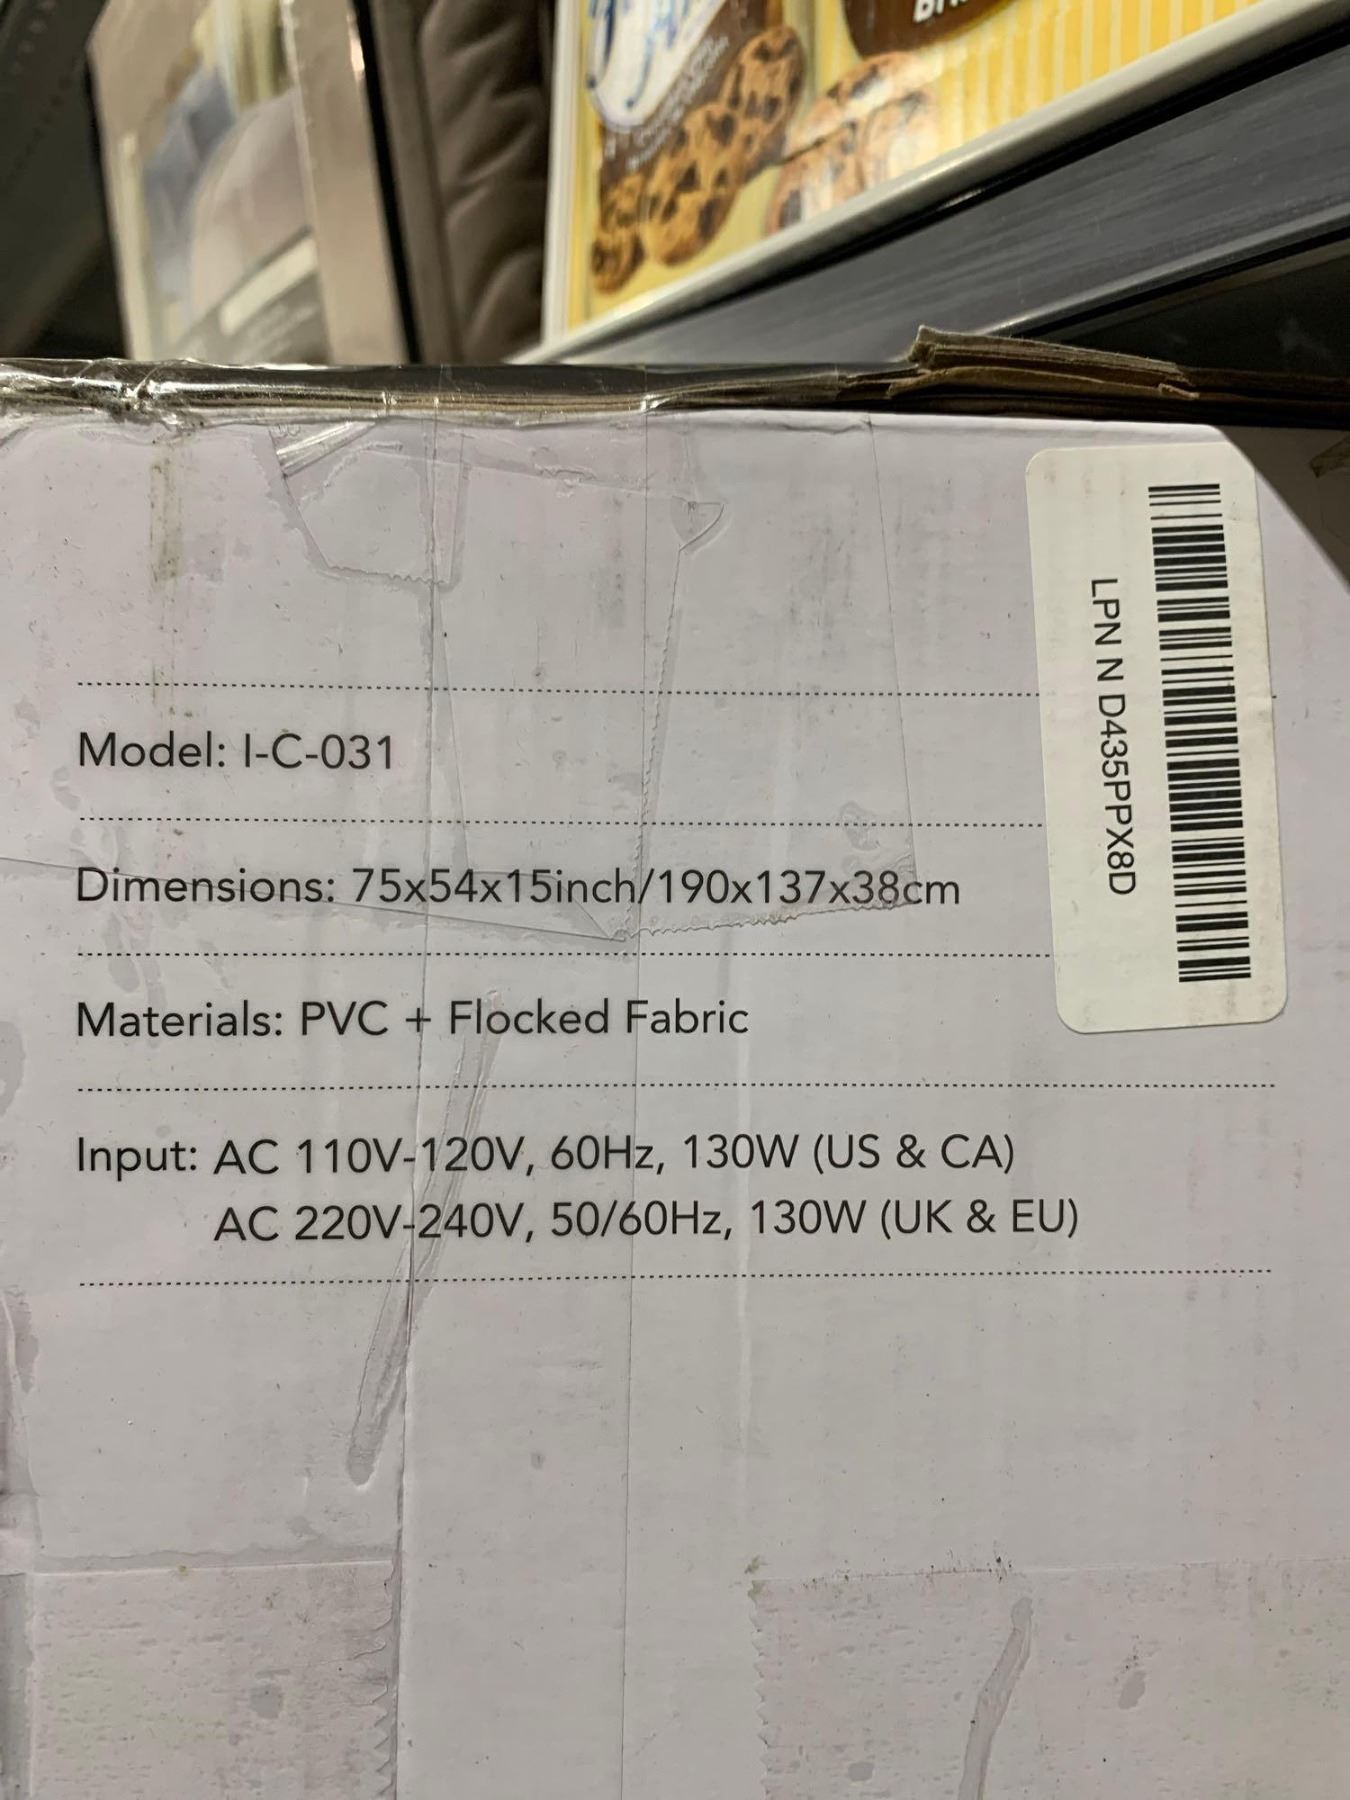 Model: I-C-031
Dimensions: 75x54x15inch/190x137x38cm
Materials: PVC + Flocked Fabric
Input: AC 110V-120V, 60Hz, 130W (US & CA)
AC 220V-240V, 50/60Hz, 130W (UK & EU)
LPN N D435PPX8D